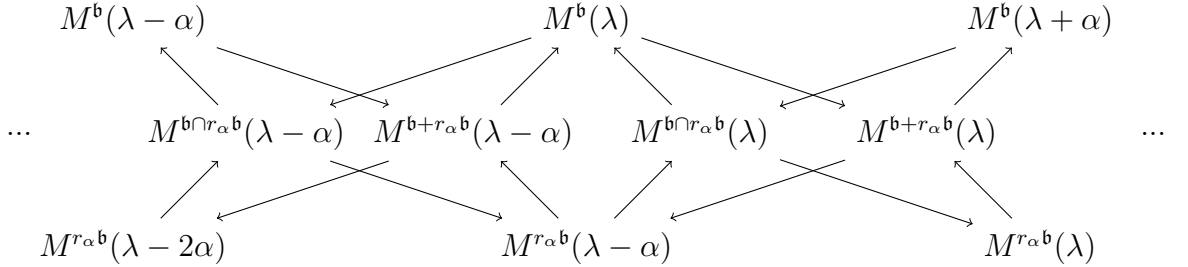 M^𝔟(λ − α) M^𝔟(λ) M^𝔟(λ + α)
... M^{𝔟∩r_α𝔟}(λ − α) M^{𝔟+r_α𝔟}(λ − α) M^{𝔟∩r_α𝔟}(λ) M^{𝔟+r_α𝔟}(λ) ...
M^{r_α𝔟}(λ − 2α) M^{r_α𝔟}(λ − α) M^{r_α𝔟}(λ)